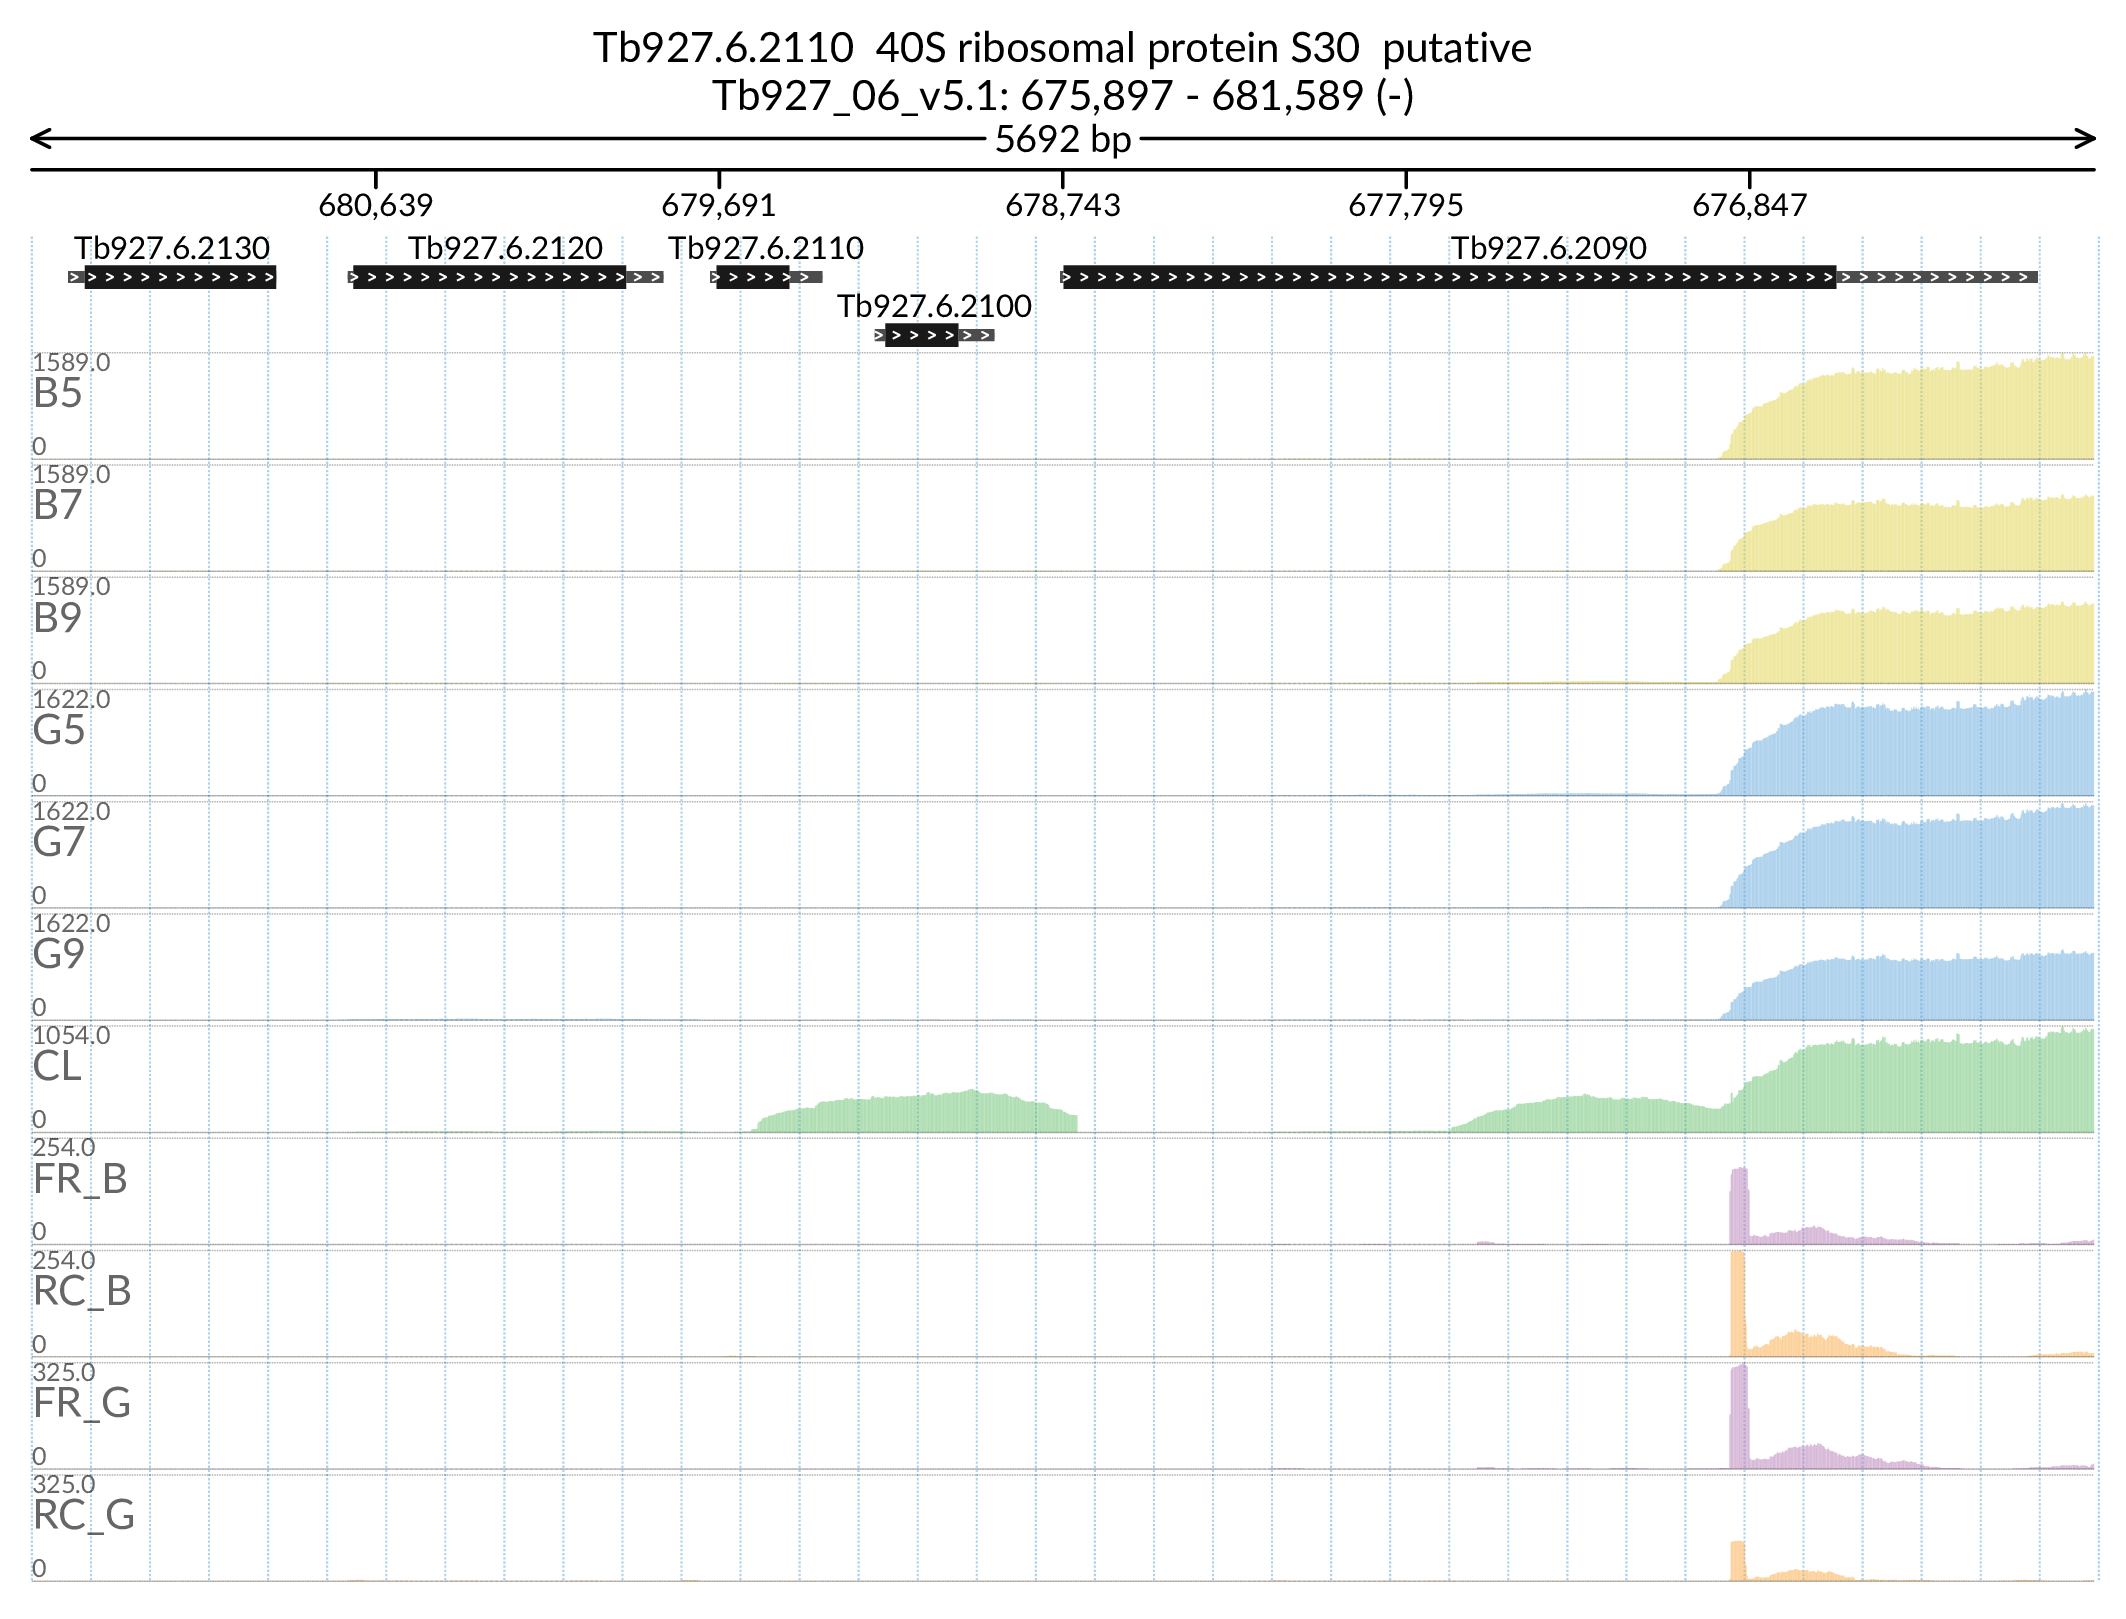 Tb927.6.2110  40S ribosomal protein S30  putative
Tb927_06_v5.1: 675,897 - 681,589 (-)
5692 bp
680,639 679,691 678,743 677,795 676,847
Tb927.6.2130 Tb927.6.2120 Tb927.6.2110 Tb927.6.2090
Tb927.6.2100
1589.0
B5
0
1589.0
B7
0
1589.0
B9
0
1622.0
G5
0
1622.0
G7
0
1622.0
G9
0
1054.0
CL
0
254.0
FR_B
0
254.0
RC_B
0
325.0
FR_G
0
325.0
RC_G
0